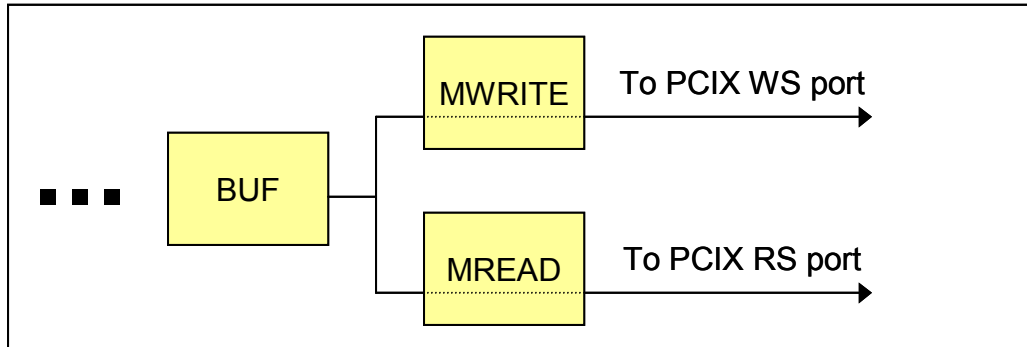 MWRITE
To PCIX WS port
BUF
MREAD
To PCIX RS port